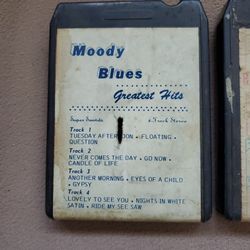 Moody
Blues
Greatest Hits
Super Sounds 8-Track Stereo
Track 1
TUESDAY AFTERNOON . FLOATING .
QUESTION
Track 2
NEVER COMES THE DAY . GO NOW .
CANDLE OF LIFE
Track 3
ANOTHER MORNING . EYES OF A CHILD
. GYPSY
Track 4
LOVELY TO SEE YOU . NIGHTS IN WHITE
SATIN . RIDE MY SEE SAW